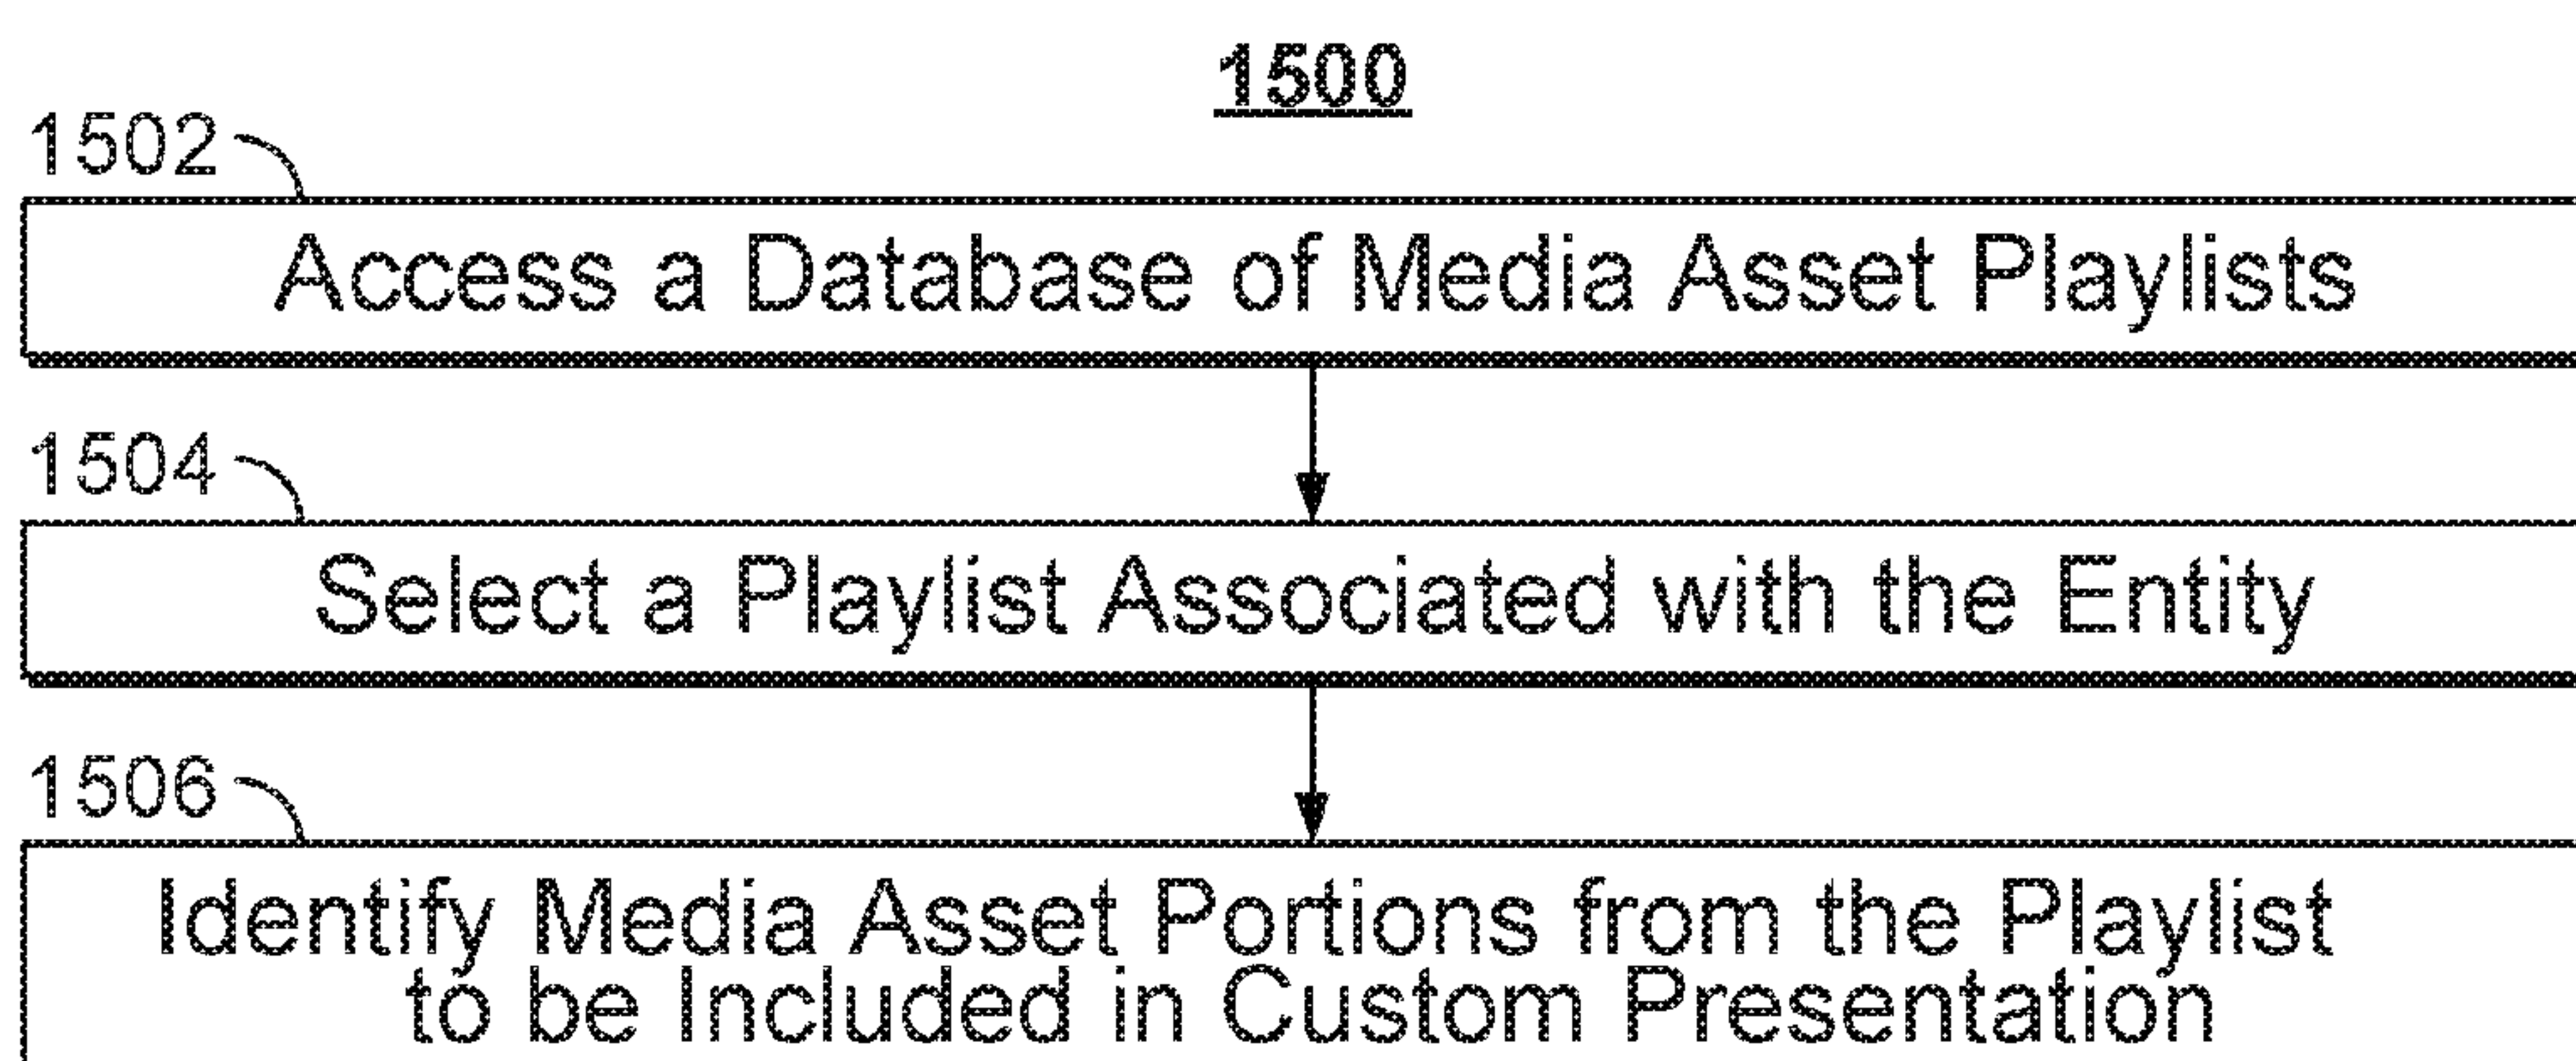 1500
1502
Access a Database of Media Asset Playlists
1504
Select a Playlist Associated with the Entity
1506
Identify Media Asset Portions from the Playlist
to be Included in Custom Presentation